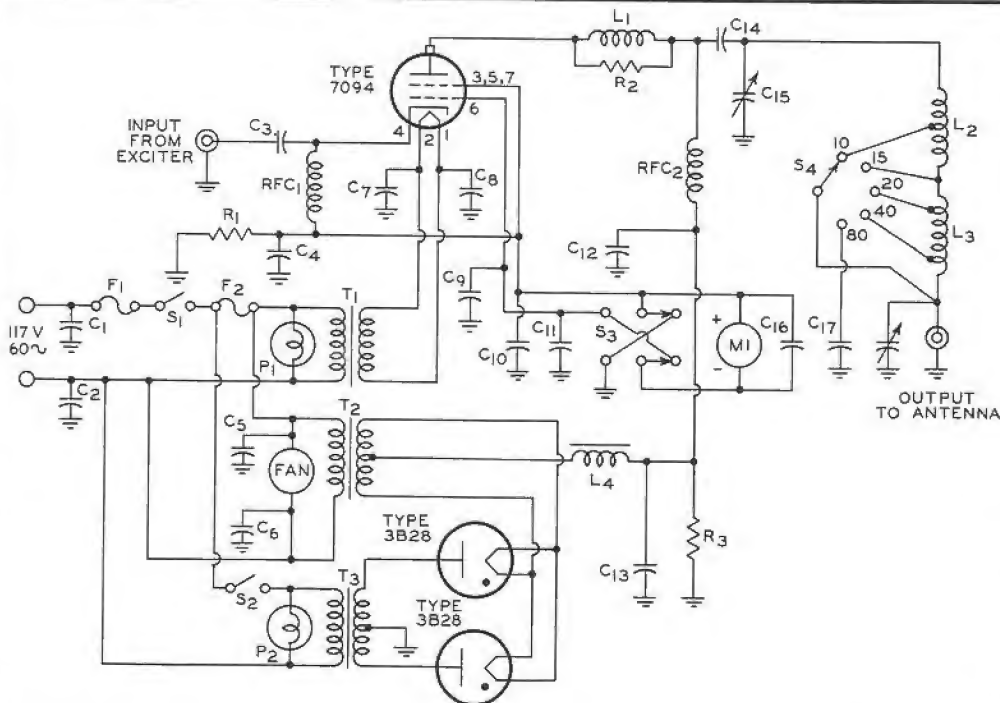 L1
C14
TYPE
7094
R2
3,5,7
6
C15
INPUT
FROM
EXCITER
C3
4
2
1
L2
10
15
S4
20
RFC1
C7
C8
RFC2
40
80
L3
R1
C4
C12
C9
F1
F2
T1
117 V
60~
C1
S1
C10
C11
S3
+
M1
-
C16
C17
P1
C2
T2
OUTPUT
TO ANTENNA
C5
FAN
L4
C6
TYPE
3B28
R3
C13
T3
S2
TYPE
3B28
P2